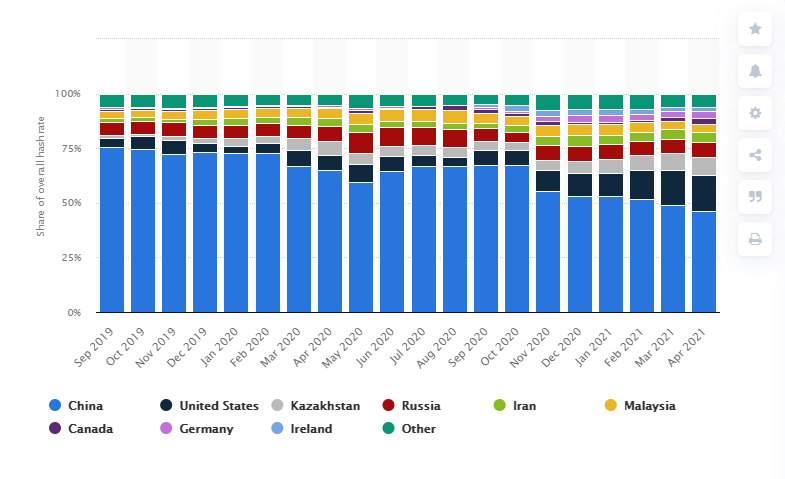 100%
75%
50%
25%
0%
Share of overall hashrate
Sep 2019 Oct 2019 Nov 2019 Dec 2019 Jan 2020 Feb 2020 Mar 2020 Apr 2020 May 2020 Jun 2020 Jul 2020 Aug 2020 Sep 2020 Oct 2020 Nov 2020 Dec 2020 Jan 2021 Feb 2021 Mar 2021 Apr 2021
China United States Kazakhstan Russia Iran Malaysia
Canada Germany Ireland Other